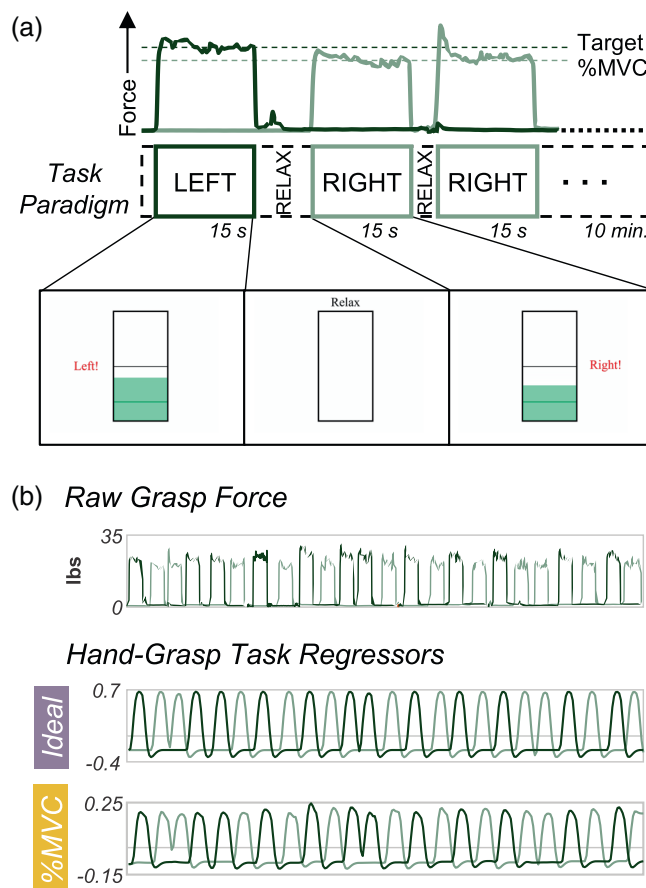 (a)
Force
Target
%MVC
Task
Paradigm
LEFT
RELAX
RIGHT
RELAX
RIGHT
. . .
15 s
15 s
15 s
10 min.
Left!
Relax
Right!
(b)
Raw Grasp Force
35
lbs
0
Hand-Grasp Task Regressors
Ideal
0.7
-0.4
%MVC
0.25
-0.15